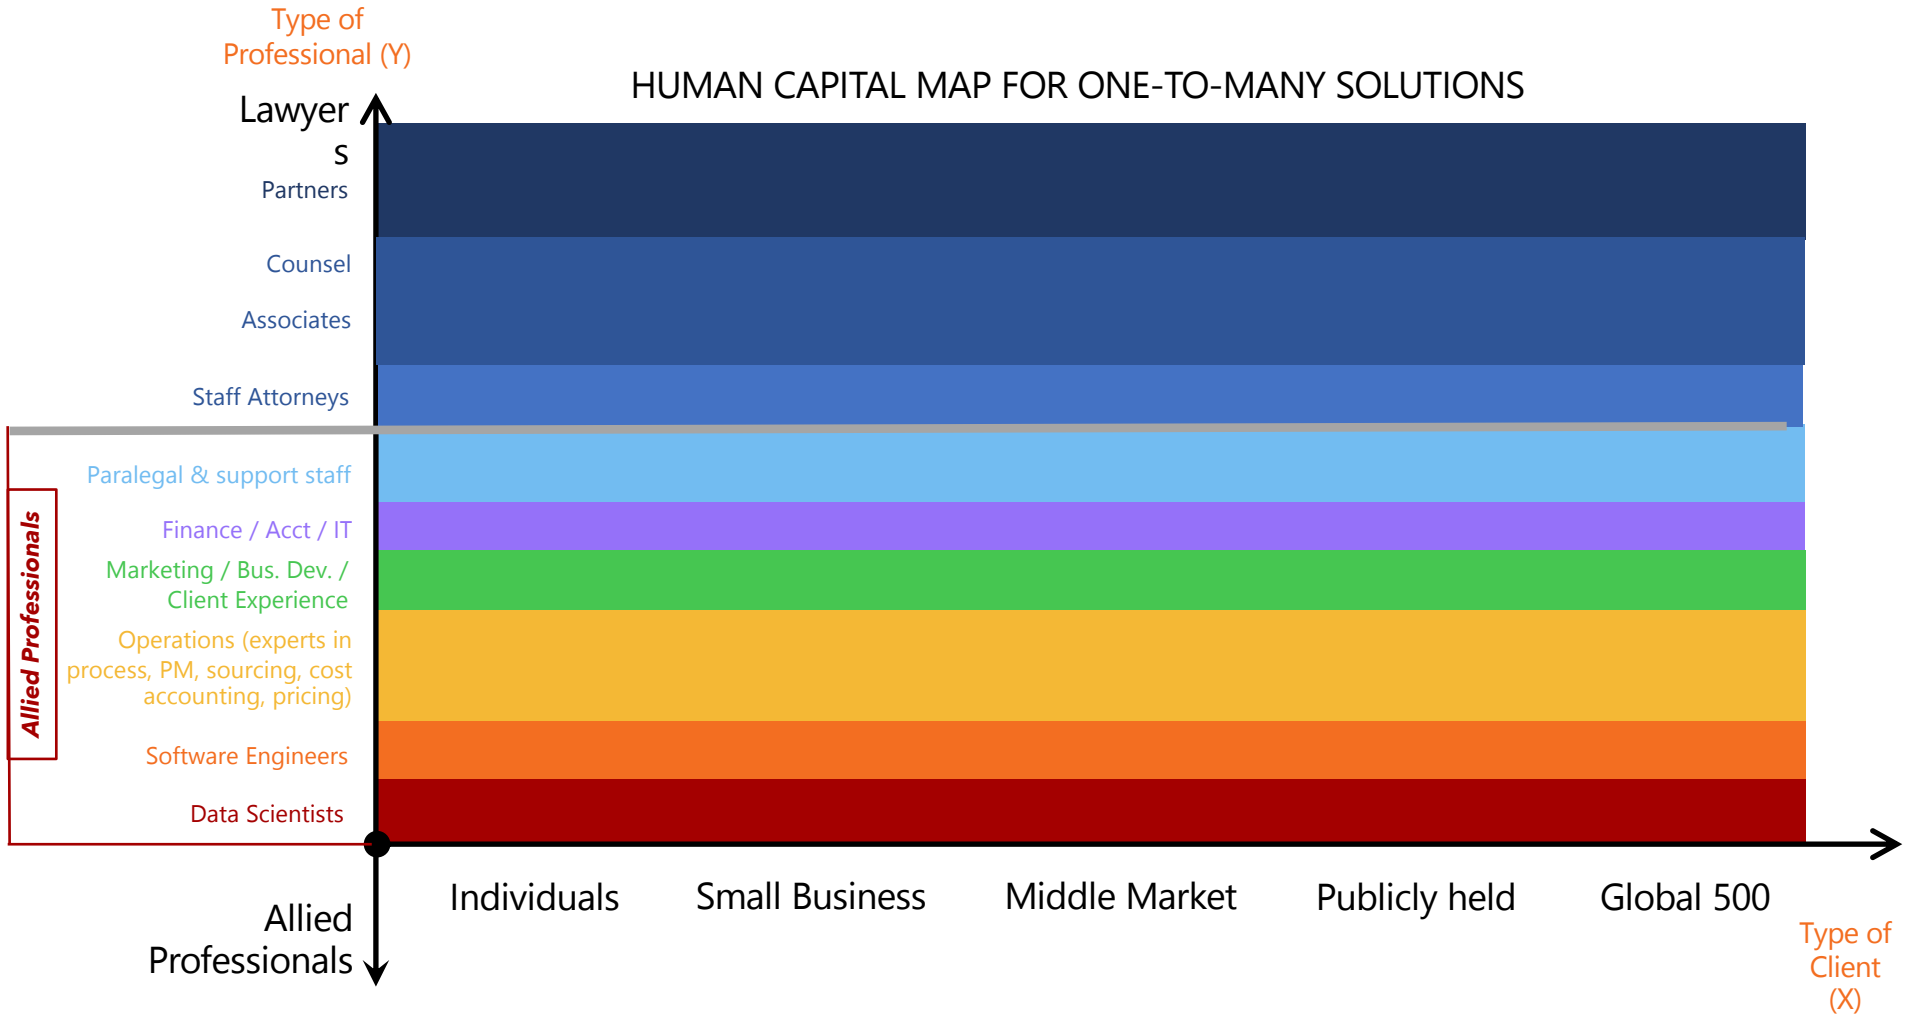 Type of
Professional (Y)
HUMAN CAPITAL MAP FOR ONE-TO-MANY SOLUTIONS
Lawyer
s
Partners
Counsel
Associates
Staff Attorneys
Paralegal & support staff
Finance / Acct / IT
Marketing / Bus. Dev. /
Client Experience
Operations (experts in
process, PM, sourcing, cost
accounting, pricing)
Software Engineers
Data Scientists
Allied Professionals
Individuals
Small Business
Middle Market
Publicly held
Global 500
Allied
Professionals
Type of
Client
(X)